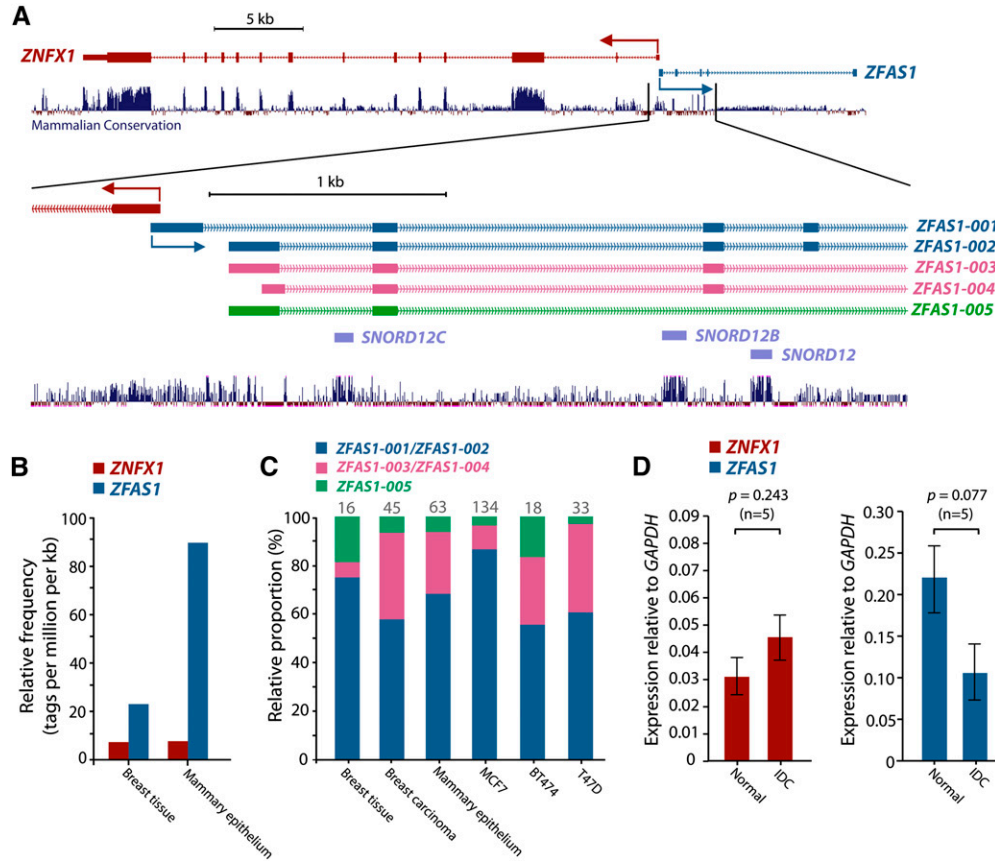 A
5 kb
ZNFX1
ZFAS1
Mammalian Conservation
1 kb
ZFAS1-001
ZFAS1-002
ZFAS1-003
ZFAS1-004
ZFAS1-005
SNORD12C
SNORD12B
SNORD12
B
ZNFX1
ZFAS1
Relative frequency
(tags per million per kb)
100
80
60
40
20
0
Breast tissue
Mammary epithelium
C
ZFAS1-001/ZFAS1-002
ZFAS1-003/ZFAS1-004
ZFAS1-005
16 45 63 134 18 33
Relative proportion (%)
100
80
60
40
20
0
Breast tissue
Breast carcinoma
Mammary epithelium
MCF7
BT474
T47D
D
ZNFX1
ZFAS1
p = 0.243
(n=5)
Expression relative to GAPDH
0.09
0.08
0.07
0.06
0.05
0.04
0.03
0.02
0.01
0.00
Normal
IDC
p = 0.077
(n=5)
Expression relative to GAPDH
0.30
0.25
0.20
0.15
0.10
0.05
0.00
Normal
IDC